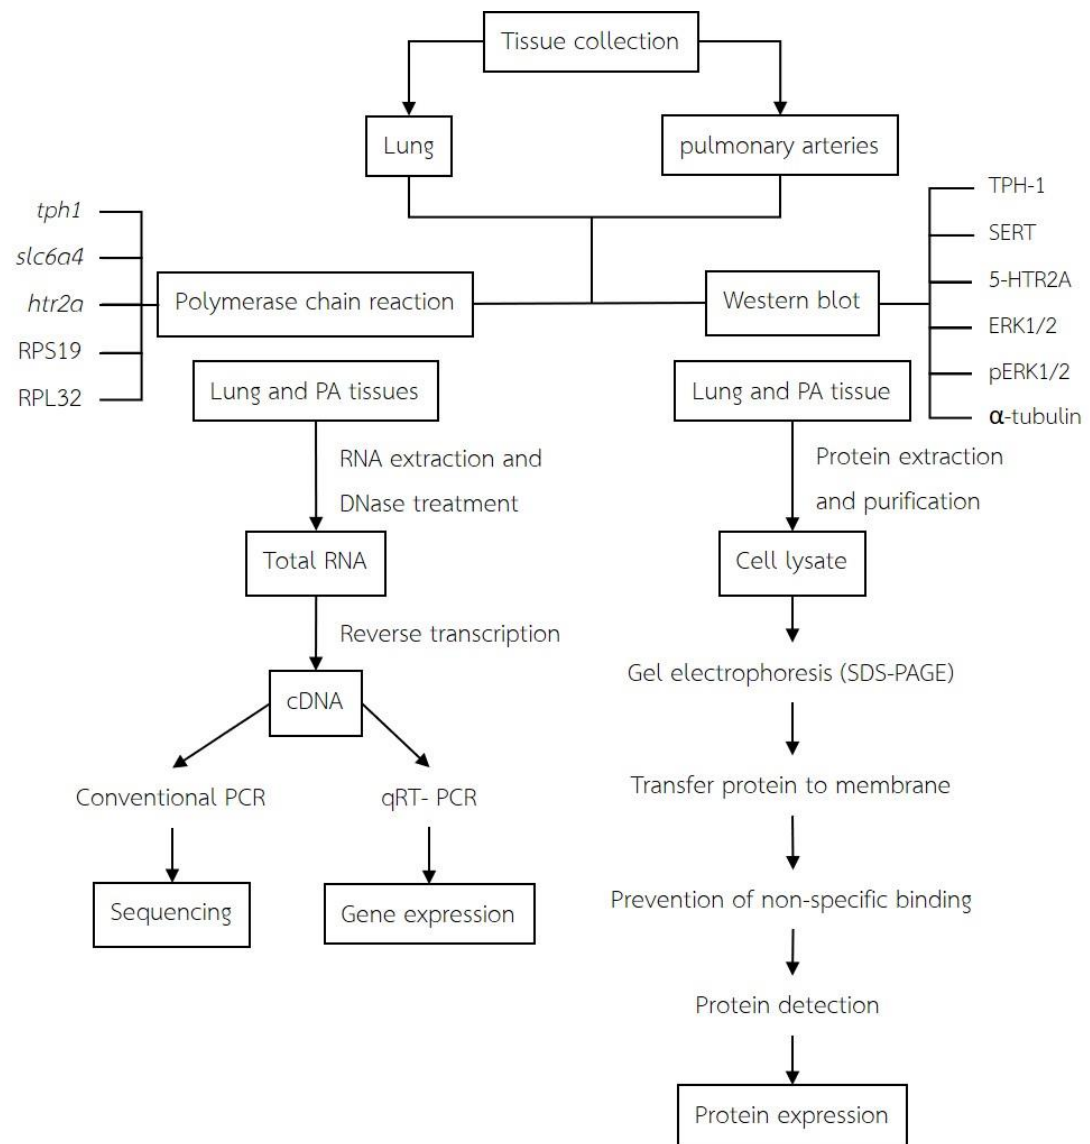 Tissue collection
Lung
pulmonary arteries
tph1
slc6a4
htr2a
RPS19
RPL32
Polymerase chain reaction
Western blot
TPH-1
SERT
5-HTR2A
ERK1/2
pERK1/2
α-tubulin
Lung and PA tissues
RNA extraction and
DNase treatment
Total RNA
Reverse transcription
cDNA
Conventional PCR
qRT- PCR
Sequencing
Gene expression
Lung and PA tissue
Protein extraction
and purification
Cell lysate
Gel electrophoresis (SDS-PAGE)
Transfer protein to membrane
Prevention of non-specific binding
Protein detection
Protein expression